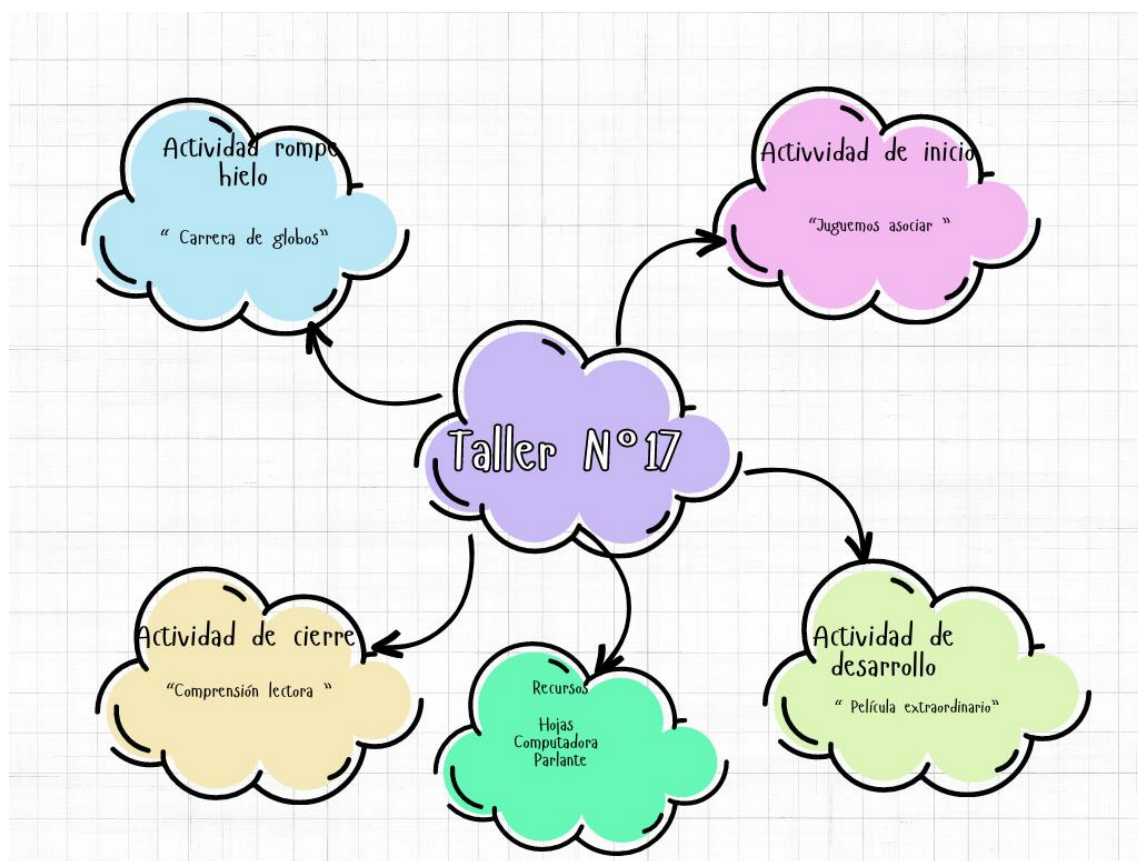 Actividad rompe
hielo
“ Carrera de globos”
Activvidad de inicio
“Juguemos asociar ”
Taller N°17
Actividad de cierre
“Comprensión lectora ”
Recursos
Hojas
Computadora
Parlante
Actividad de
desarrollo
“ Película extraordinario”